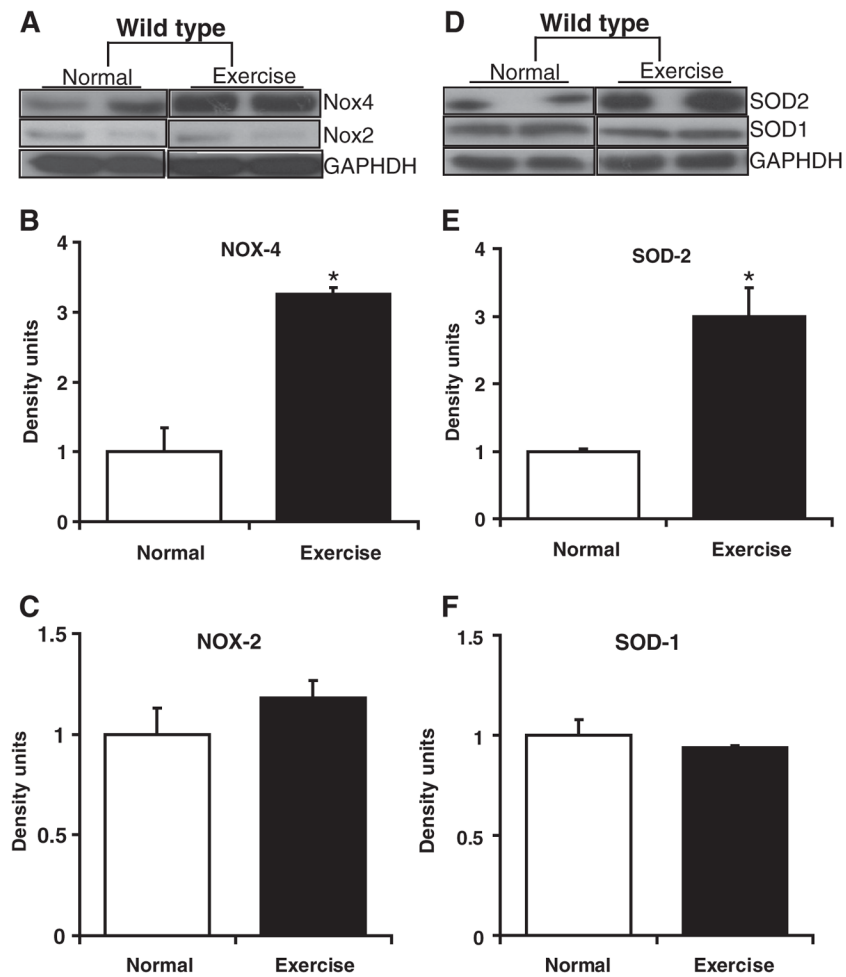 A
Wild type
Normal
Exercise
Nox4
Nox2
GAPHDH
D
Wild type
Normal
Exercise
SOD2
SOD1
GAPHDH
B
NOX-4
4
3
2
1
0
Density units
*
Normal
Exercise
E
SOD-2
4
3
2
1
0
Density units
*
Normal
Exercise
C
NOX-2
1.5
1
0.5
0
Density units
Normal
Exercise
F
SOD-1
1.5
1
0.5
0
Density units
Normal
Exercise